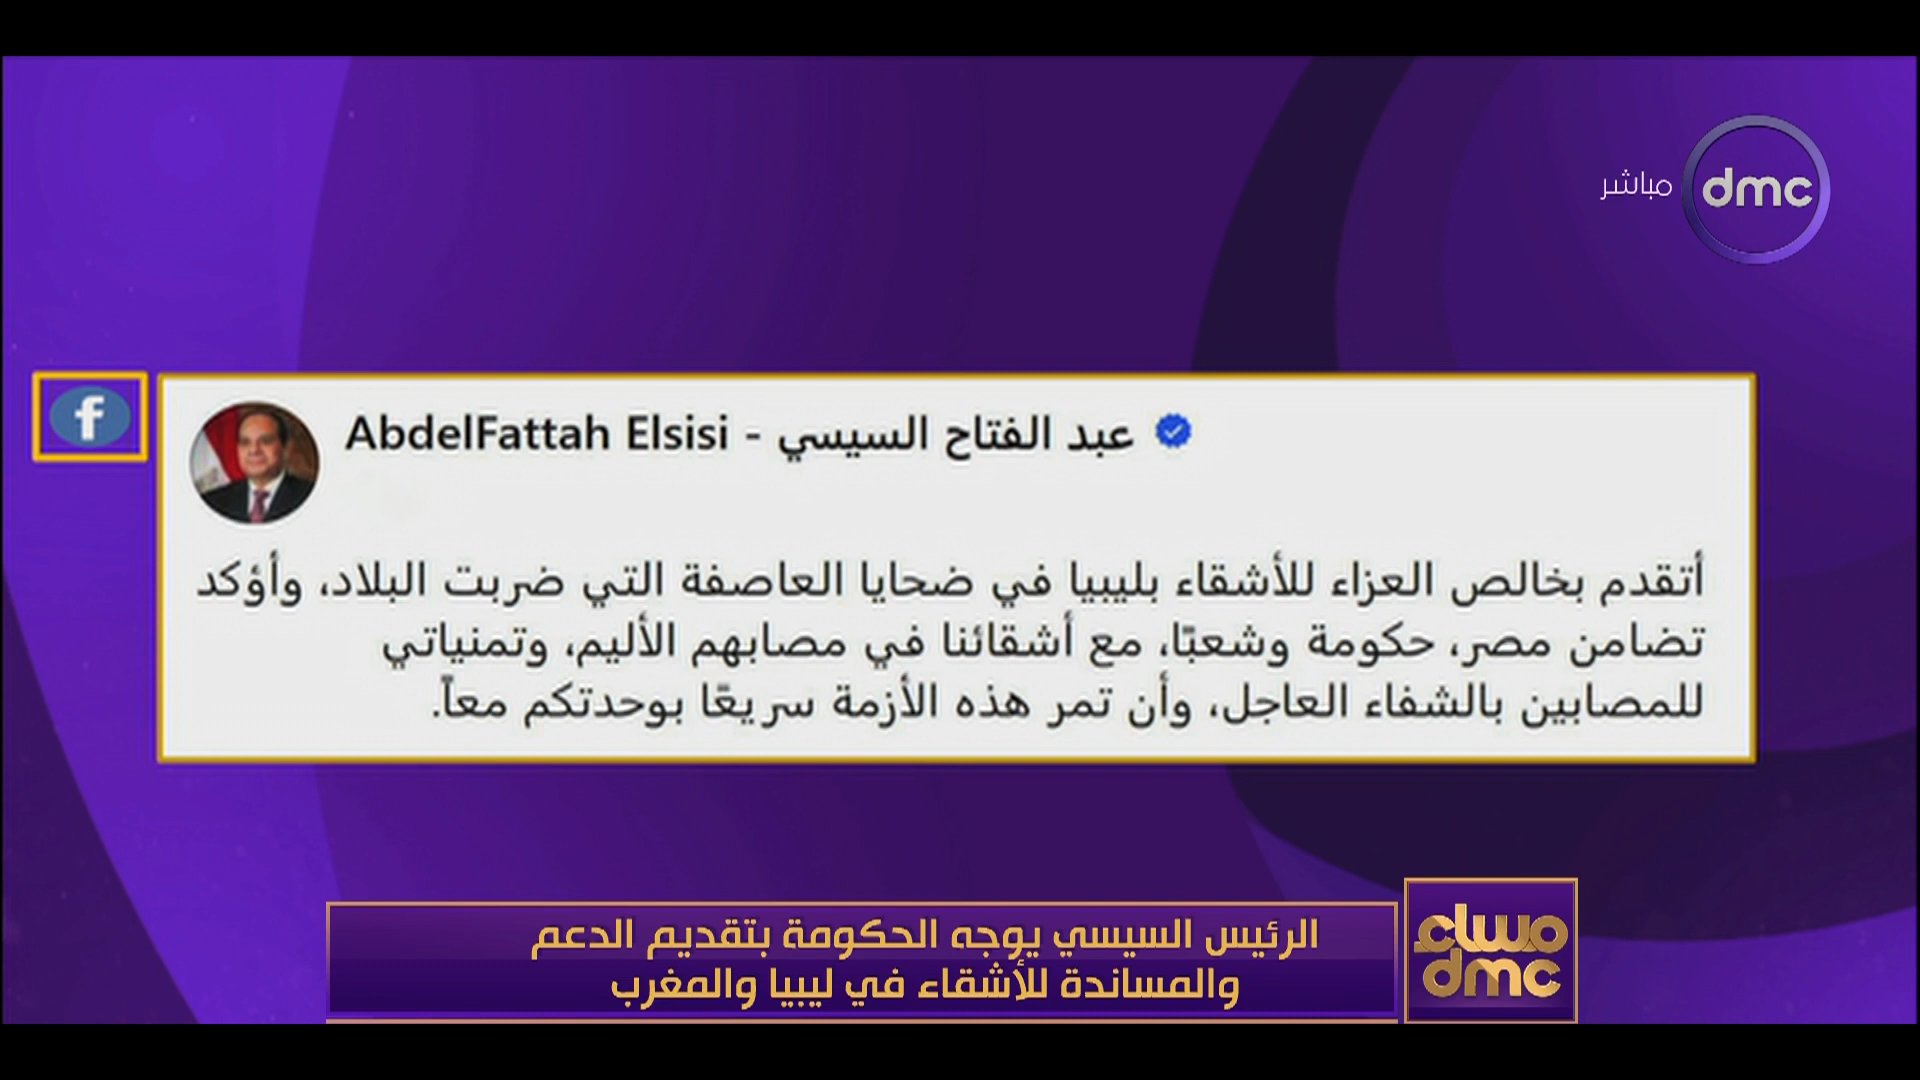 مباشر
dmc
f
AbdelFattah Elsisi - عبد الفتاح السيسي
أتقدم بخالص العزاء للأشقاء بليبيا في ضحايا العاصفة التي ضربت البلاد، وأؤكد
تضامن مصر، حكومة وشعبًا، مع أشقائنا في مصابهم الأليم، وتمنياتي
للمصابين بالشفاء العاجل، وأن تمر هذه الأزمة سريعًا بوحدتكم معاً.
الرئيس السيسي يوجه الحكومة بتقديم الدعم
والمساندة للأشقاء في ليبيا والمغرب
مساء
dmc